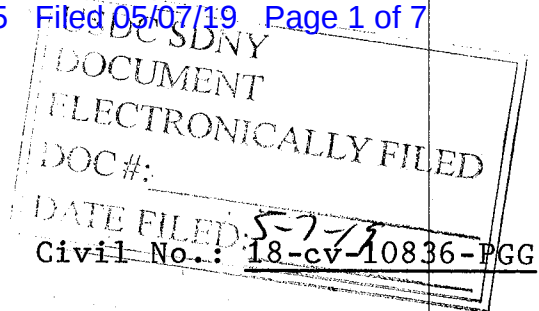 5 Filed 05/07/19 Page 1 of 7
USDC SDNY
DOCUMENT
ELECTRONICALLY FILED
DOC #:
DATE FILED: 5-7-19
Civil No.: 18-cv-10836-PGG